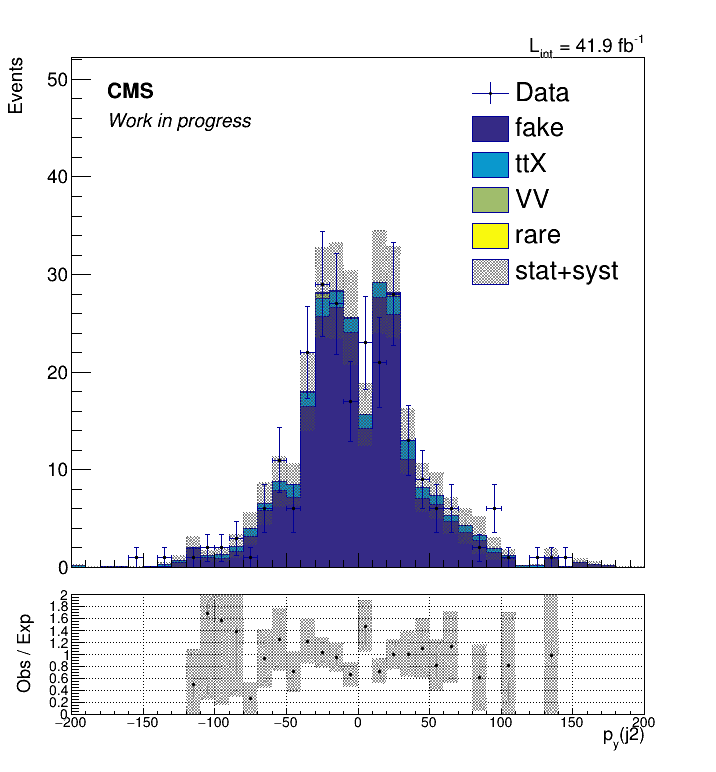 L_int = 41.9 fb^-1
Events
50
40
30
20
10
0
CMS
Work in progress
Data
fake
ttX
VV
rare
stat+syst
Obs / Exp
2
1.8
1.6
1.4
1.2
1
0.8
0.6
0.4
0.2
0
−200 −150 −100 −50 0 50 100 150 200
p_y(j2)